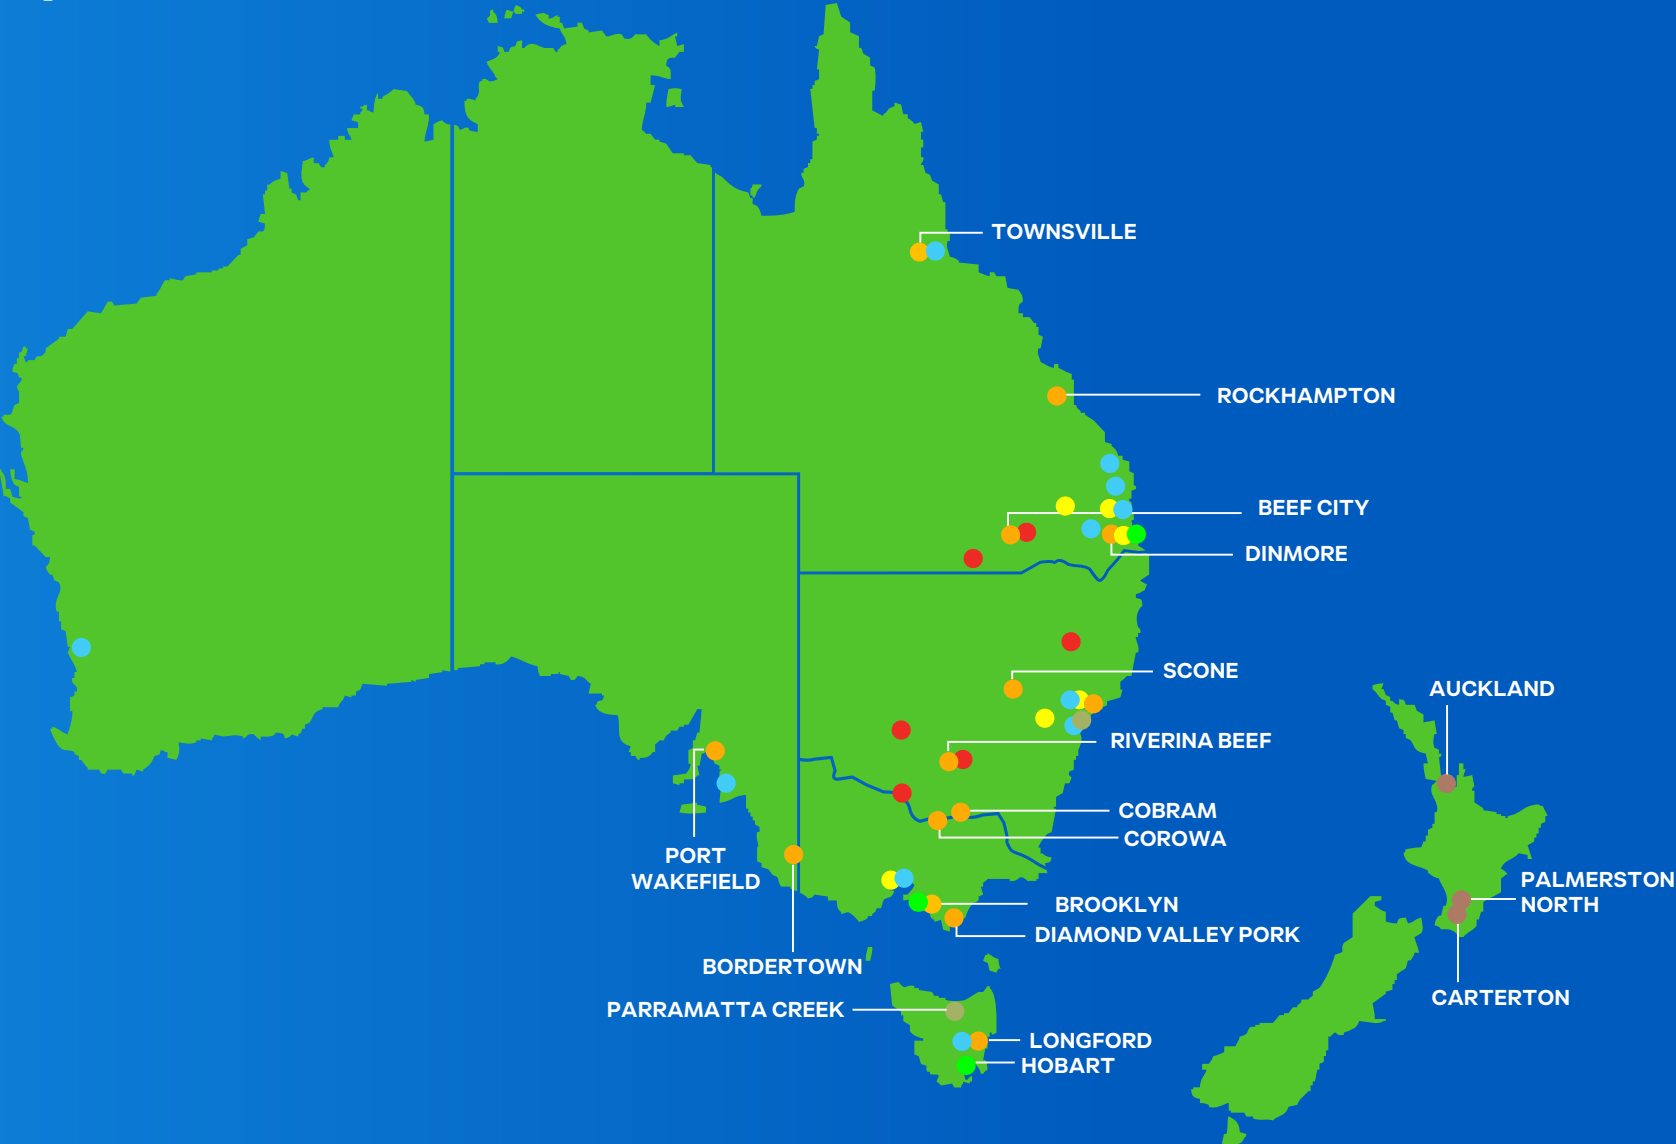 TOWNSVILLE
ROCKHAMPTON
BEEF CITY
DINMORE
SCONE
AUCKLAND
RIVERINA BEEF
COBRAM
COROWA
PORT
WAKEFIELD
PALMERSTON
NORTH
BROOKLYN
DIAMOND VALLEY PORK
BORDERTOWN
CARTERTON
PARRAMATTA CREEK
LONGFORD
HOBART